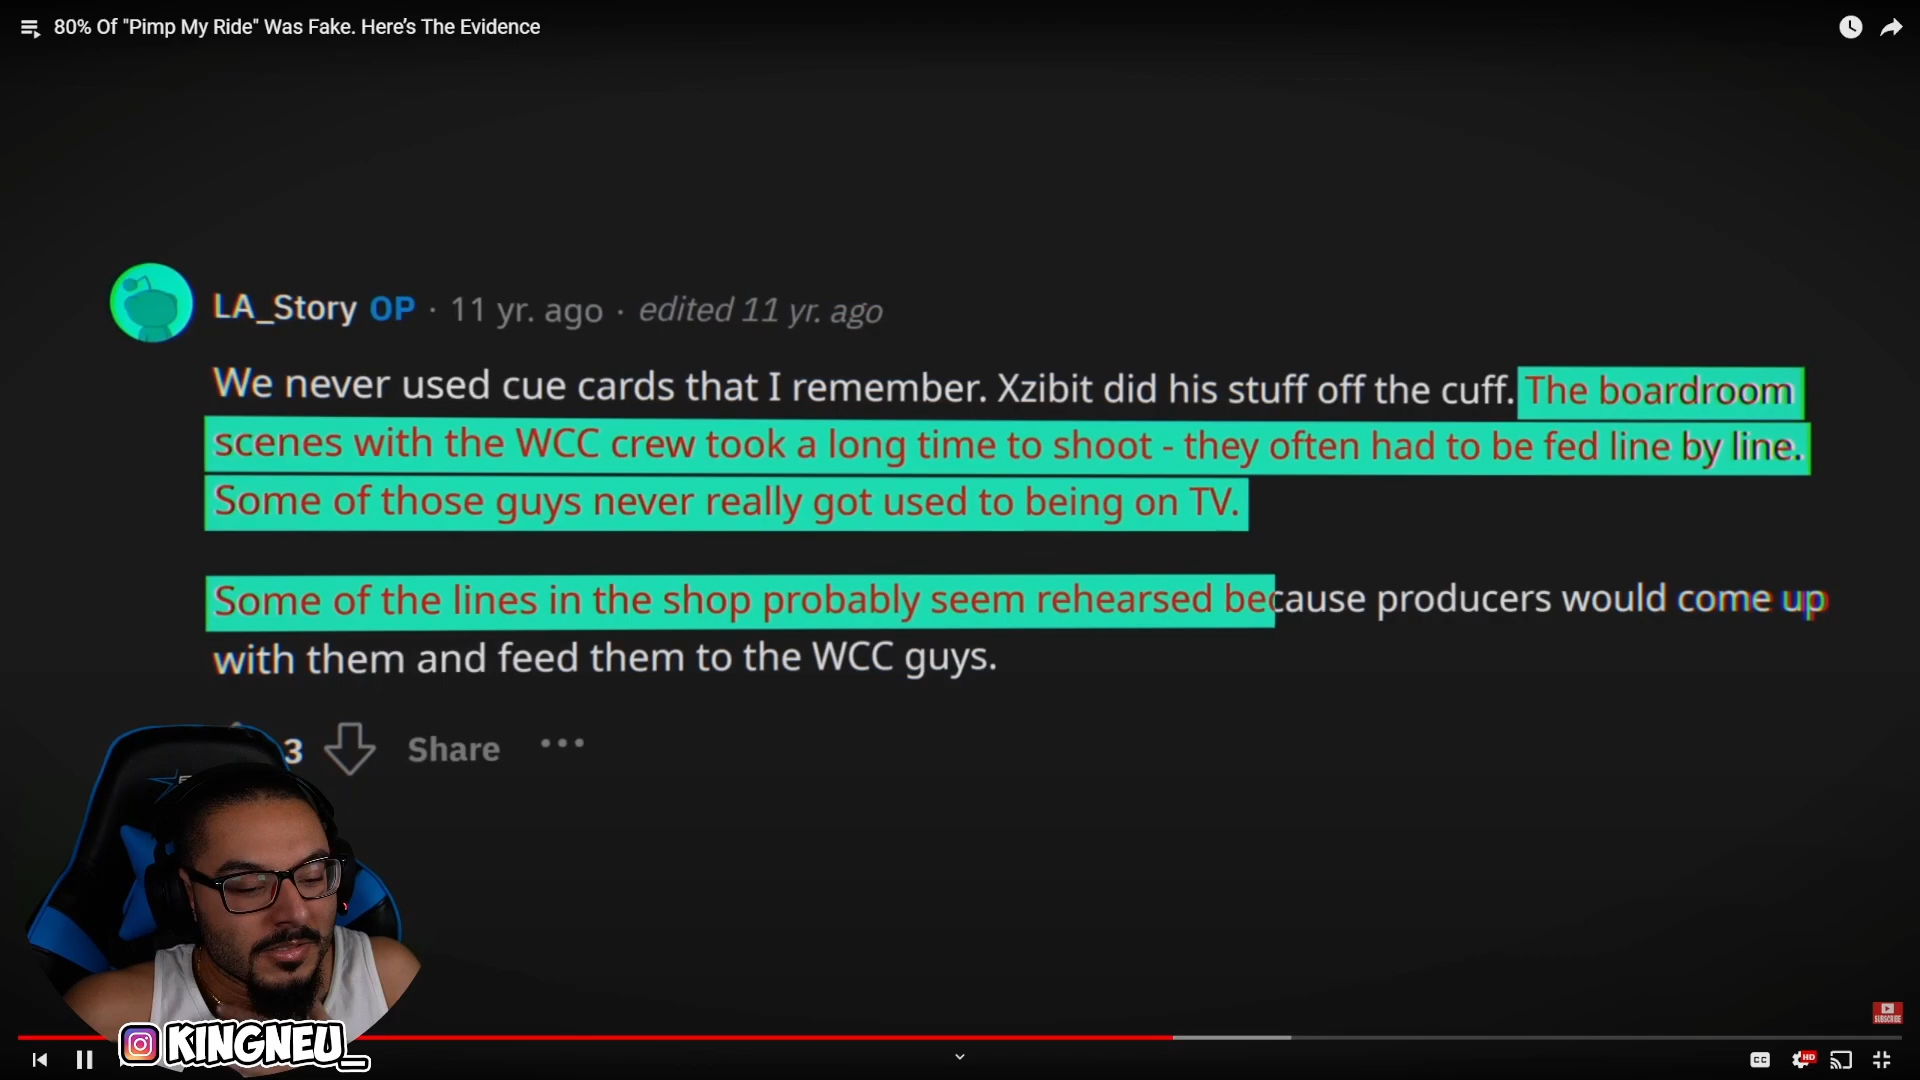 80% Of "Pimp My Ride" Was Fake. Here’s The Evidence
LA_Story OP · 11 yr. ago · edited 11 yr. ago
We never used cue cards that I remember. Xzibit did his stuff off the cuff. The boardroom
scenes with the WCC crew took a long time to shoot - they often had to be fed line by line.
Some of those guys never really got used to being on TV.
Some of the lines in the shop probably seem rehearsed because producers would come up
with them and feed them to the WCC guys.
3 Share ···
SUBSCRIBE
KINGNEU_
CC HD